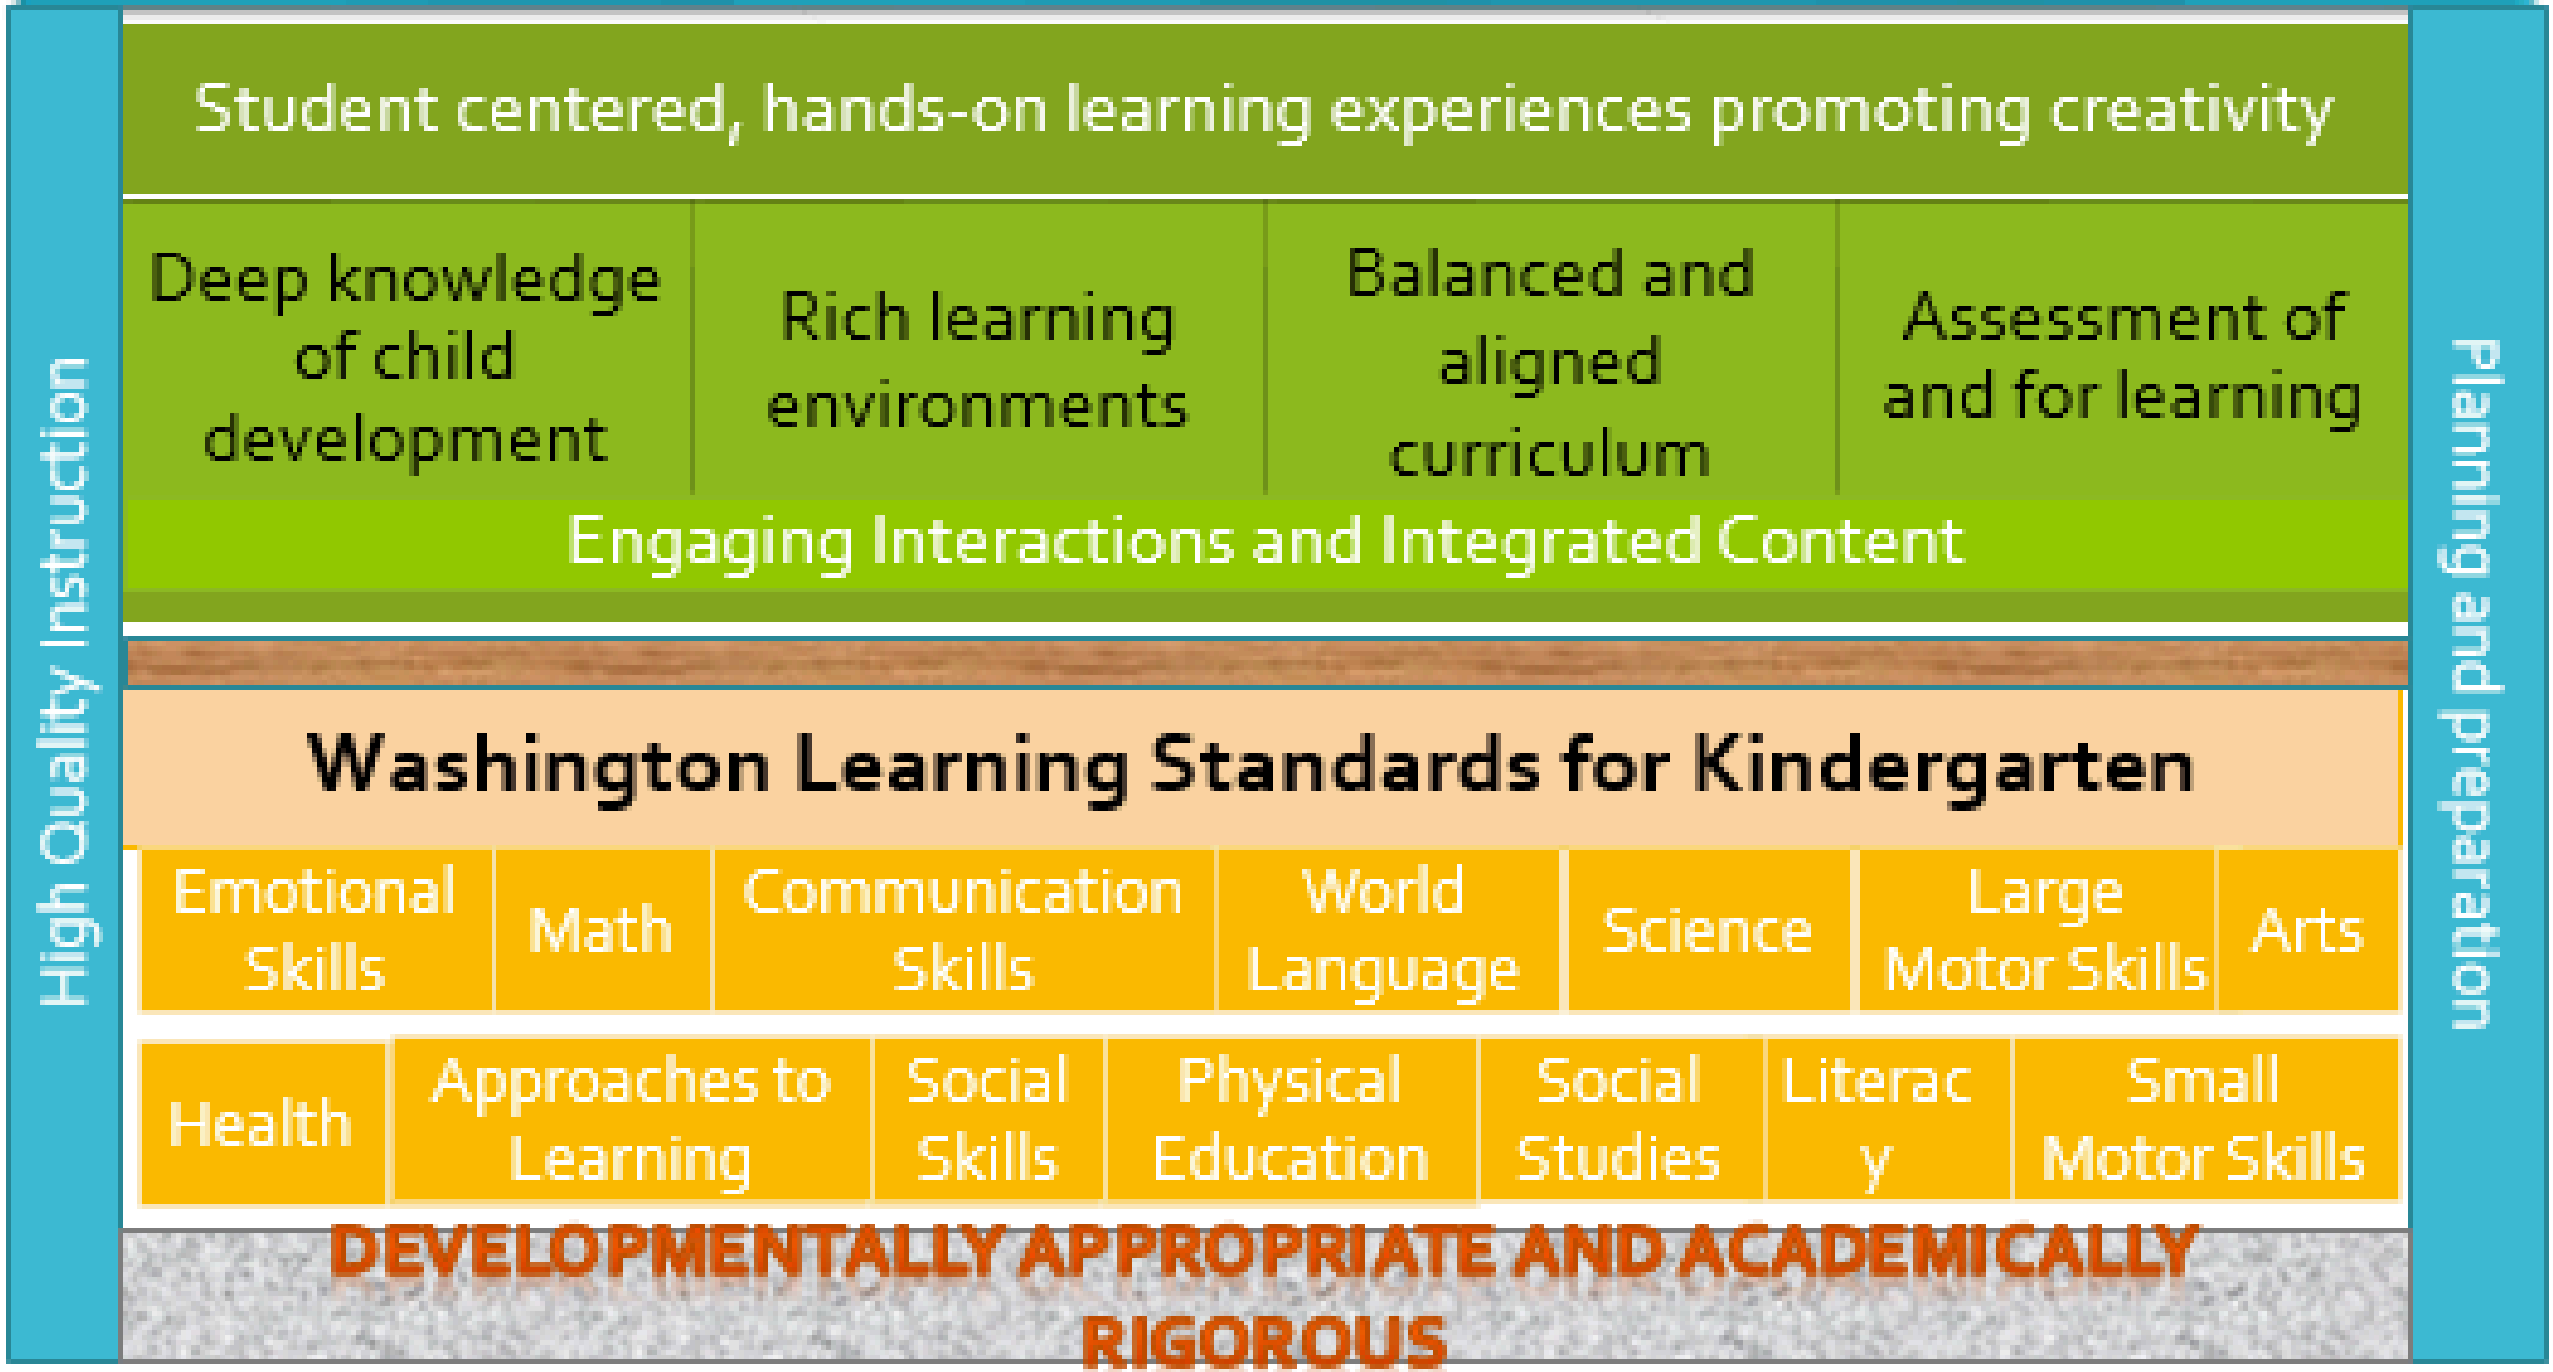 High Quality Instruction
Student centered, hands-on learning experiences promoting creativity
Deep knowledge
of child
development
Rich learning
environments
Balanced and
aligned
curriculum
Assessment of
and for learning
Engaging Interactions and Integrated Content
Washington Learning Standards for Kindergarten
Emotional
Skills
Math
Communication
Skills
World
Language
Science
Large
Motor Skills
Arts
Health
Approaches to
Learning
Social
Skills
Physical
Education
Social
Studies
Literac
y
Small
Motor Skills
DEVELOPMENTALLY APPROPRIATE AND ACADEMICALLY
RIGOROUS
Planning and preparation